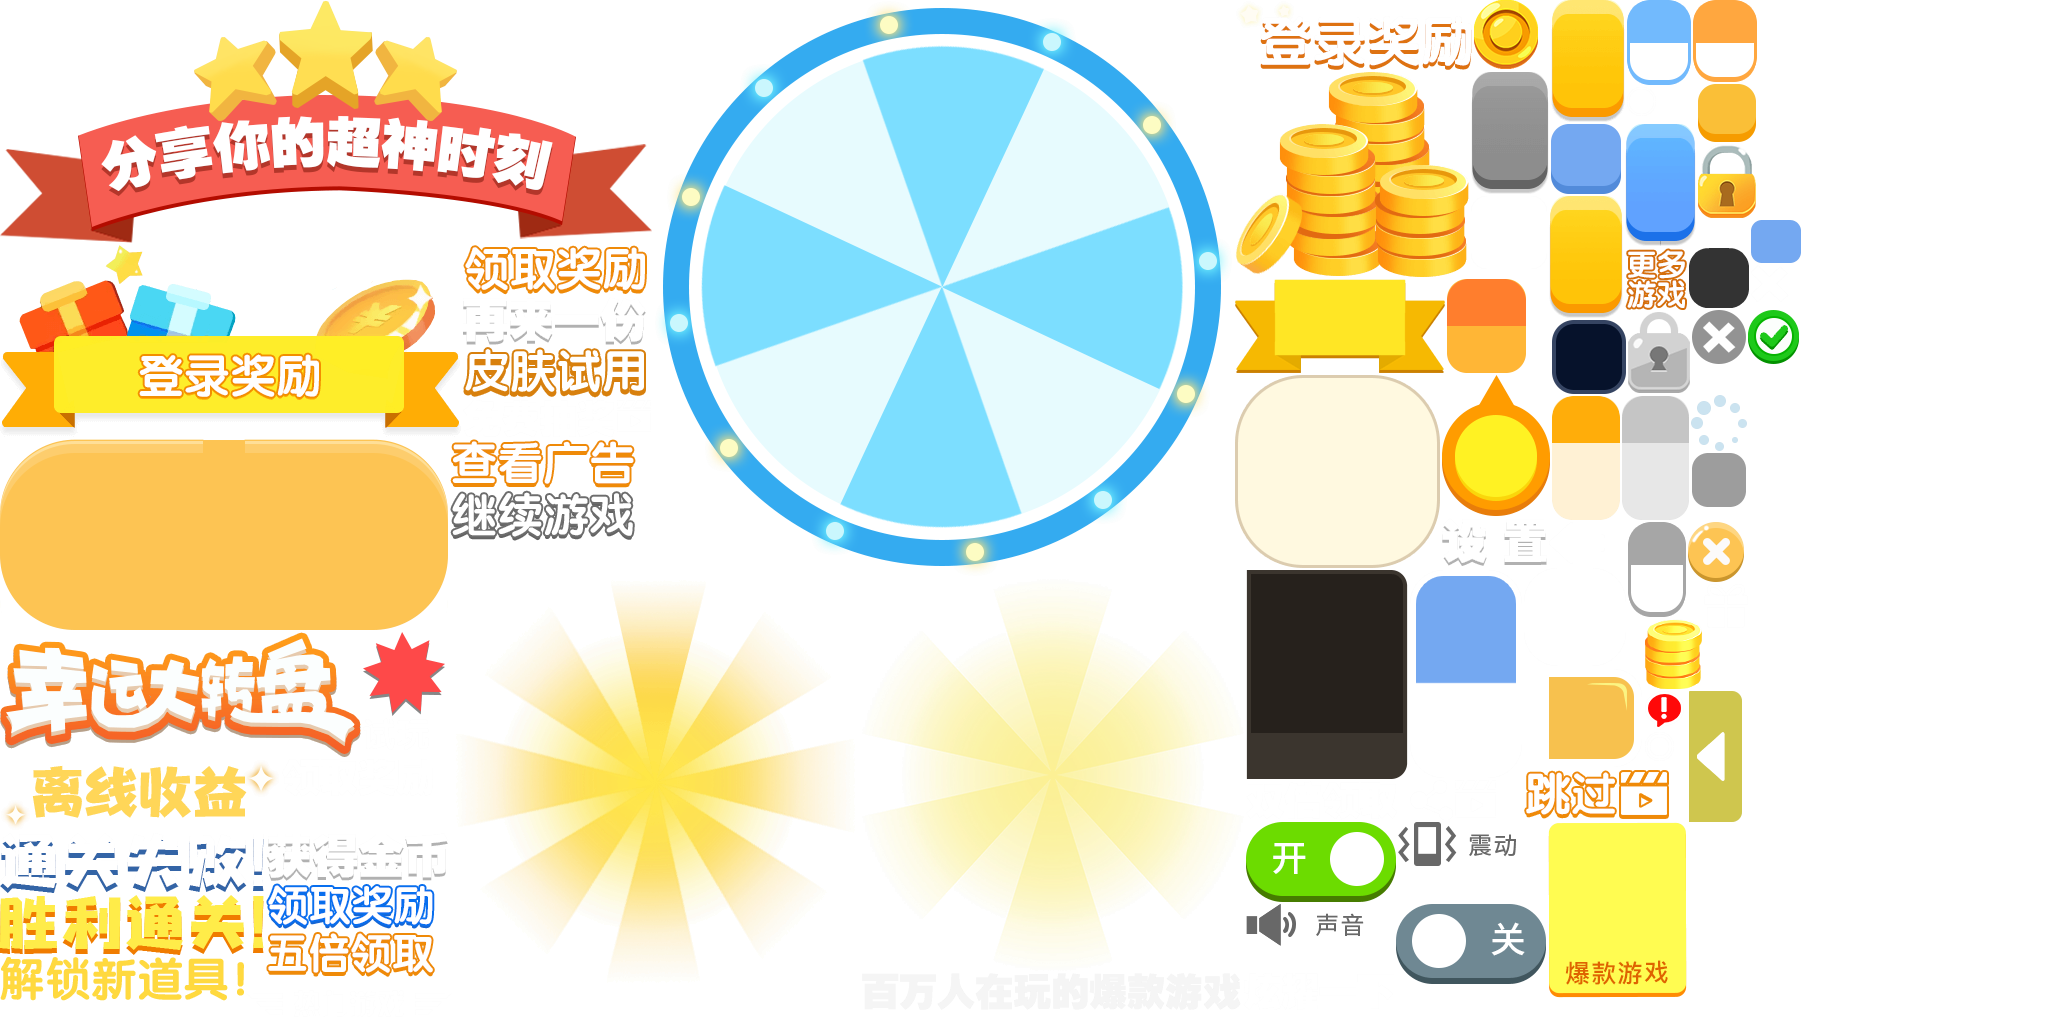 分享你的超神时刻
领取奖励
再来一份
皮肤试用
登录奖励
查看广告
继续游戏
幸运大转盘
离线收益
通关失败!
获得金币
胜利通关!
领取奖励
五倍领取
解锁新道具!
百万人在玩的爆款游戏
登录奖励
更多
游戏
设置
跳过
开
震动
声音
关
爆款游戏